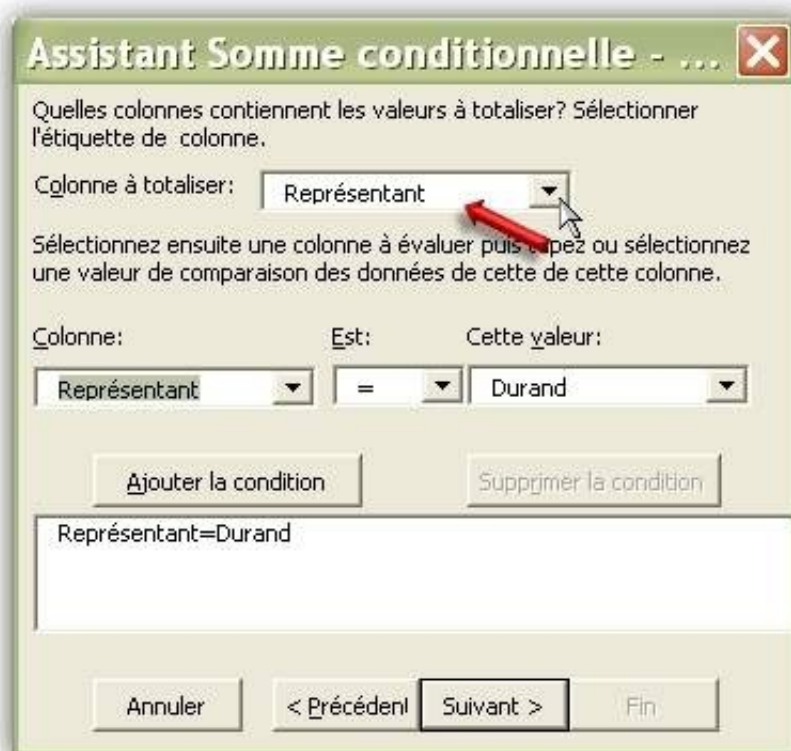 Assistant Somme conditionnelle - ...
Quelles colonnes contiennent les valeurs à totaliser? Sélectionner
l'étiquette de colonne.
Colonne à totaliser: Représentant
Sélectionnez ensuite une colonne à évaluer puis tapez ou sélectionnez
une valeur de comparaison des données de cette de cette colonne.
Colonne: Est: Cette valeur:
Représentant = Durand
Ajouter la condition Supprimer la condition
Représentant=Durand
Annuler < Précédent Suivant > Fin